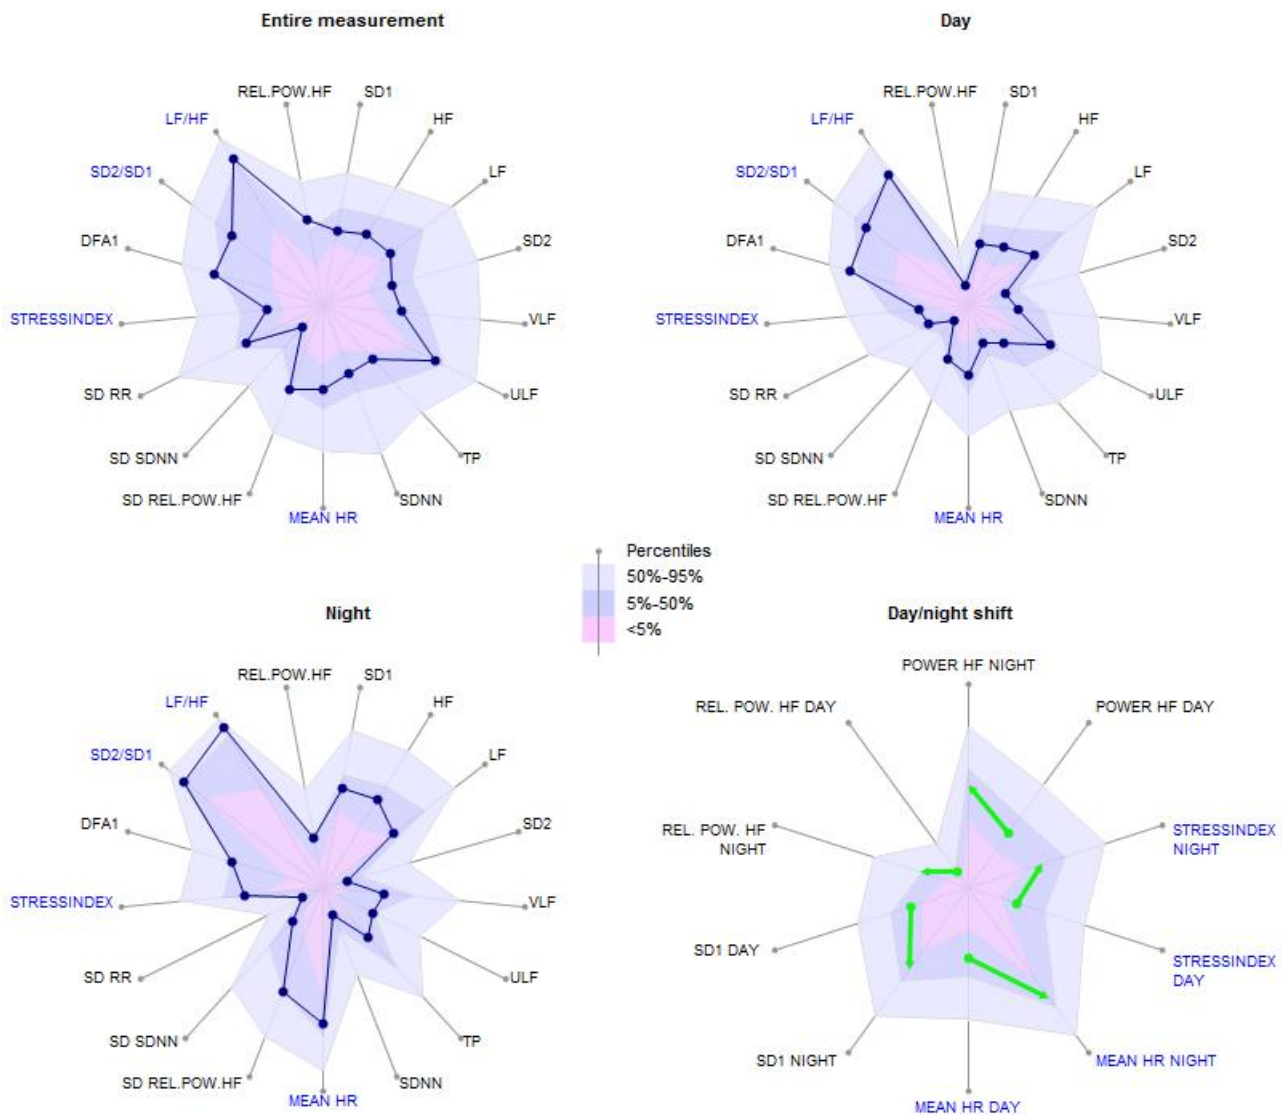 Entire measurement
Day
REL.POW.HF
SD1
LF/HF
HF
SD2/SD1
LF
DFA1
SD2
STRESSINDEX
VLF
SD RR
ULF
SD SDNN
TP
SD REL.POW.HF
SDNN
MEAN HR
REL.POW.HF
SD1
LF/HF
HF
SD2/SD1
LF
DFA1
SD2
STRESSINDEX
VLF
SD RR
ULF
SD SDNN
TP
SD REL.POW.HF
SDNN
MEAN HR
Percentiles
50%-95%
5%-50%
<5%
Night
Day/night shift
REL.POW.HF
SD1
LF/HF
HF
SD2/SD1
LF
DFA1
SD2
STRESSINDEX
VLF
SD RR
ULF
SD SDNN
TP
SD REL.POW.HF
SDNN
MEAN HR
POWER HF NIGHT
REL. POW. HF DAY
POWER HF DAY
REL. POW. HF
NIGHT
STRESSINDEX
NIGHT
SD1 DAY
STRESSINDEX
DAY
SD1 NIGHT
MEAN HR NIGHT
MEAN HR DAY